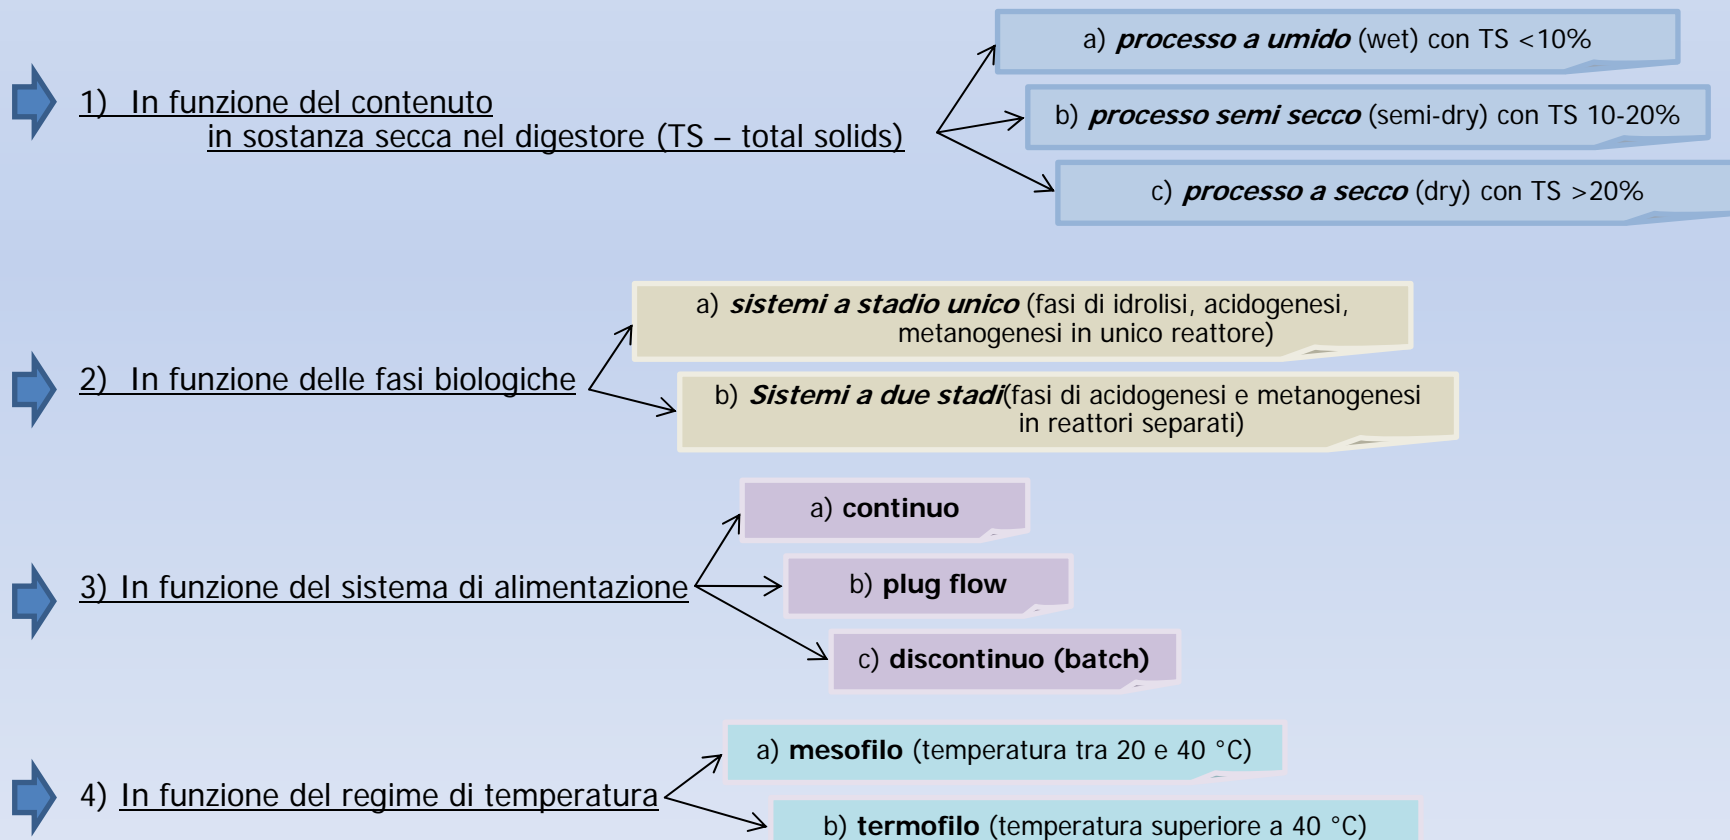 1) In funzione del contenuto
in sostanza secca nel digestore (TS – total solids)
a) processo a umido (wet) con TS <10%
b) processo semi secco (semi-dry) con TS 10-20%
c) processo a secco (dry) con TS >20%
2) In funzione delle fasi biologiche
a) sistemi a stadio unico (fasi di idrolisi, acidogenesi,
metanogenesi in unico reattore)
b) Sistemi a due stadi(fasi di acidogenesi e metanogenesi
in reattori separati)
3) In funzione del sistema di alimentazione
a) continuo
b) plug flow
c) discontinuo (batch)
4) In funzione del regime di temperatura
a) mesofilo (temperatura tra 20 e 40 °C)
b) termofilo (temperatura superiore a 40 °C)